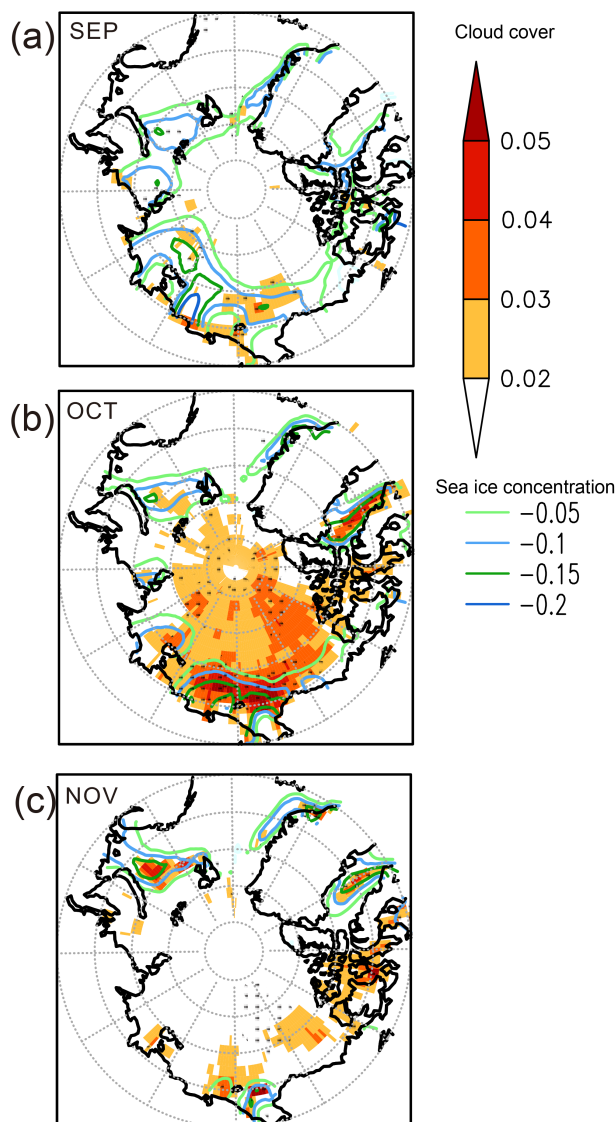 (a)
SEP
Cloud cover
0.05
0.04
0.03
0.02
(b)
OCT
Sea ice concentration
−0.05
−0.1
−0.15
−0.2
(c)
NOV